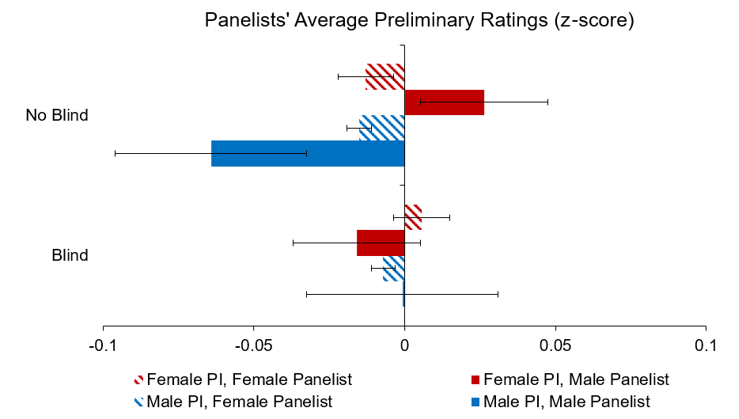 Panelists' Average Preliminary Ratings (z-score)
No Blind
Blind
-0.1 -0.05 0 0.05 0.1
Female PI, Female Panelist Female PI, Male Panelist
Male PI, Female Panelist Male PI, Male Panelist